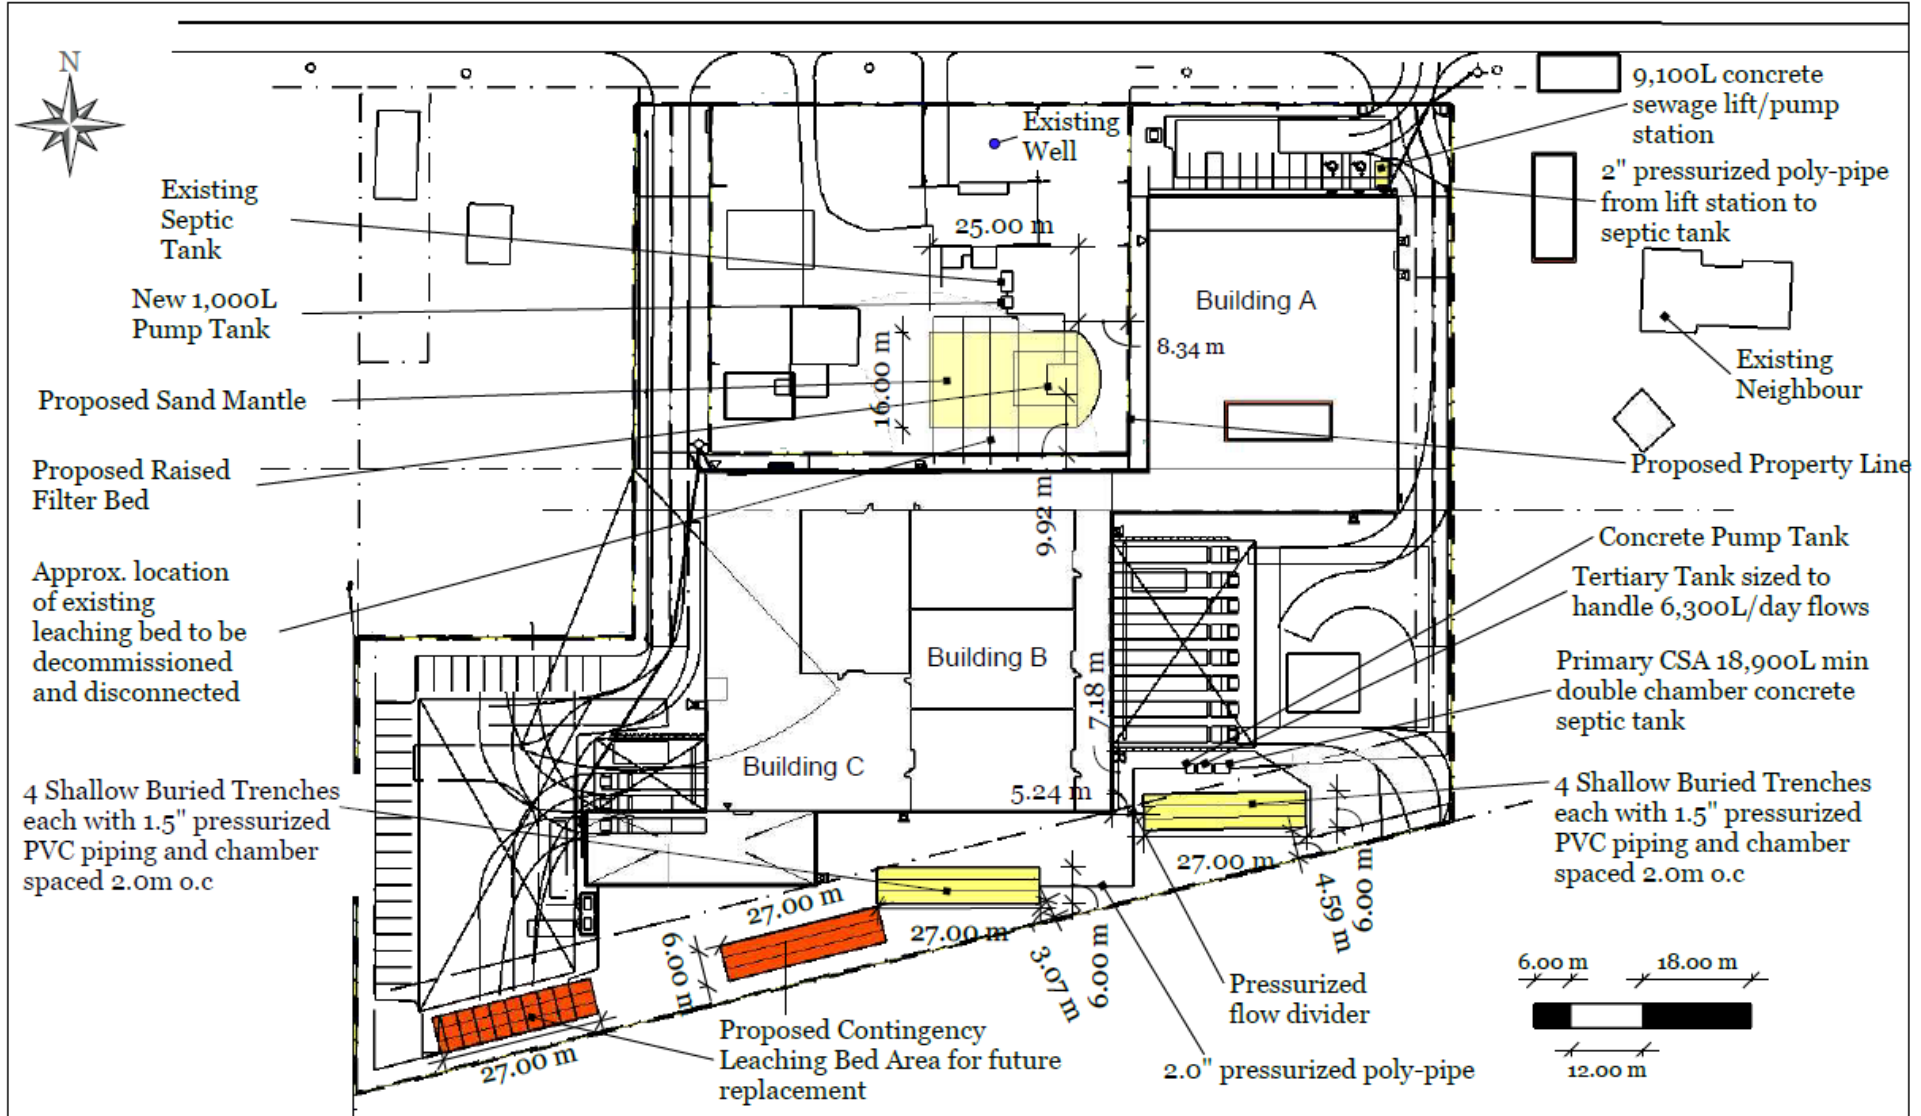 N
Existing
Septic
Tank
New 1,000L
Pump Tank
Proposed Sand Mantle
Proposed Raised
Filter Bed
Approx. location
of existing
leaching bed to be
decommissioned
and disconnected
4 Shallow Buried Trenches
each with 1.5" pressurized
PVC piping and chamber
spaced 2.0m o.c
Existing
Well
25.00 m
16.00 m
8.34 m
9.92 m
Building A
Building B
Building C
7.18 m
5.24 m
27.00 m
27.00 m
27.00 m
27.00 m
6.00 m
3.07 m
6.00 m
4.59 m
9.00 m
Proposed Contingency
Leaching Bed Area for future
replacement
Pressurized
flow divider
2.0" pressurized poly-pipe
9,100L concrete
sewage lift/pump
station
2" pressurized poly-pipe
from lift station to
septic tank
Existing
Neighbour
Proposed Property Line
Concrete Pump Tank
Tertiary Tank sized to
handle 6,300L/day flows
Primary CSA 18,900L min
double chamber concrete
septic tank
4 Shallow Buried Trenches
each with 1.5" pressurized
PVC piping and chamber
spaced 2.0m o.c
6.00 m
18.00 m
12.00 m